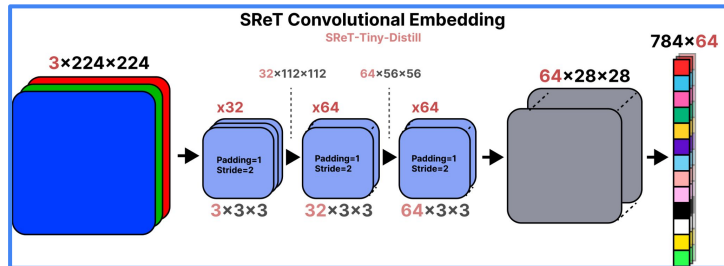 SReT Convolutional Embedding
SReT-Tiny-Distill
3×224×224
32×112×112
64×56×56
64×28×28
784×64
x32
x64
x64
Padding=1
Stride=2
Padding=1
Stride=2
Padding=1
Stride=2
3×3×3
32×3×3
64×3×3